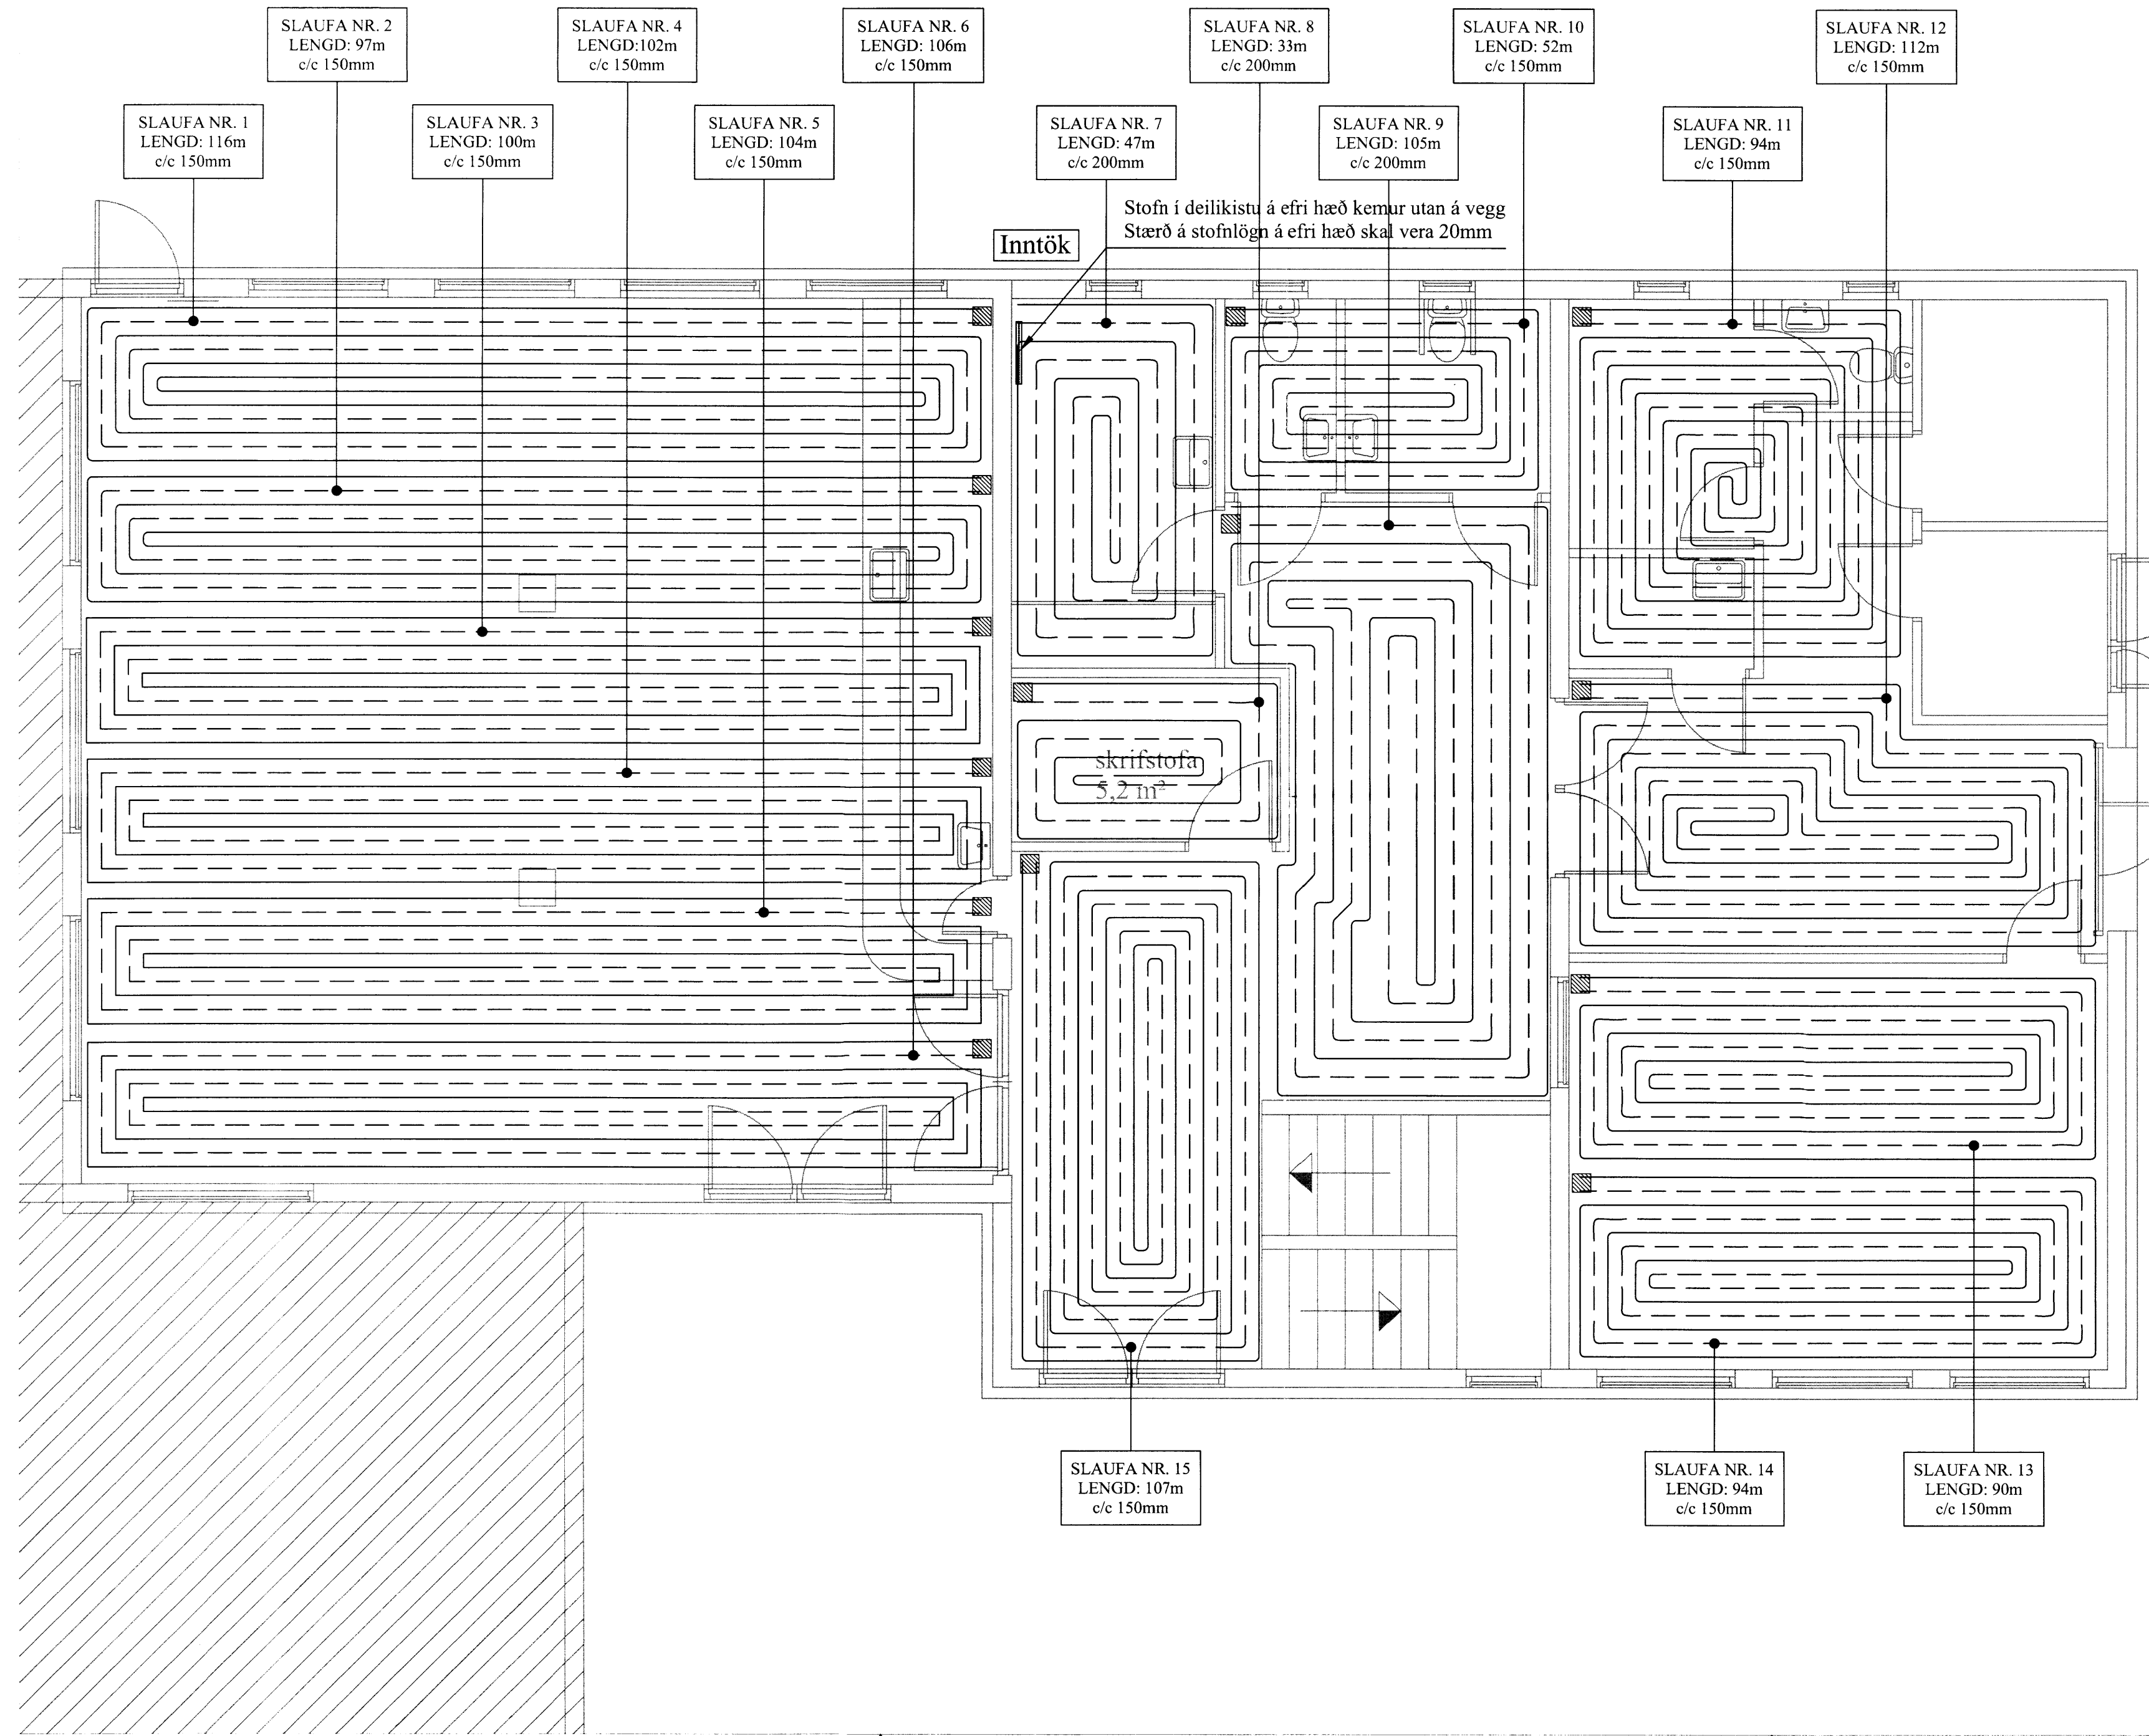 SLAUFA NR. 2
LENGD: 97m
c/c 150mm
SLAUFA NR. 4
LENGD:102m
c/c 150mm
SLAUFA NR. 6
LENGD: 106m
c/c 150mm
SLAUFA NR. 8
LENGD: 33m
c/c 200mm
SLAUFA NR. 10
LENGD: 52m
c/c 150mm
SLAUFA NR. 12
LENGD: 112m
c/c 150mm
SLAUFA NR. 1
LENGD: 116m
c/c 150mm
SLAUFA NR. 3
LENGD: 100m
c/c 150mm
SLAUFA NR. 5
LENGD: 104m
c/c 150mm
SLAUFA NR. 7
LENGD: 47m
c/c 200mm
SLAUFA NR. 9
LENGD: 105m
c/c 200mm
SLAUFA NR. 11
LENGD: 94m
c/c 150mm
Stofn í deilikistu á efri hæð kemur utan á vegg
Stærð á stofnlögn á efri hæð skal vera 20mm
Inntök
skrifstofa
5,2 m²
SLAUFA NR. 15
LENGD: 107m
c/c 150mm
SLAUFA NR. 14
LENGD: 94m
c/c 150mm
SLAUFA NR. 13
LENGD: 90m
c/c 150mm